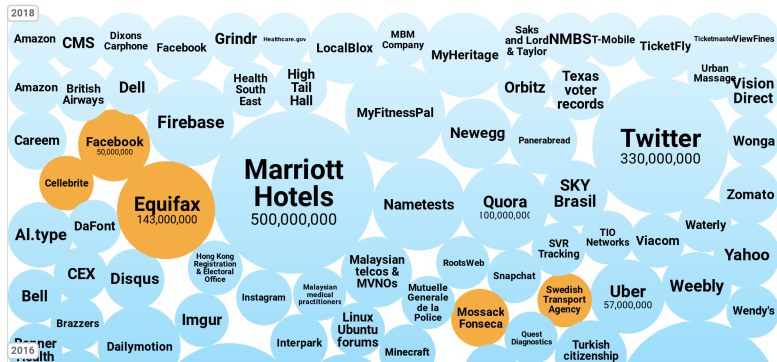 2018
Amazon
CMS
Dixons
Carphone
Facebook
Grindr
Healthcare.gov
LocalBlox
MBM
Company
MyHeritage
Saks
and Lord
& Taylor
NMBS
T-Mobile
TicketFly
Ticketmaster
ViewFines
Amazon
British
Airways
Dell
Health
South
East
High
Tail
Hall
Orbitz
Texas
voter
records
Urban
Massage
Vision
Direct
Careem
Facebook
50,000,000
Firebase
MyFitnessPal
Newegg
Panerabread
Twitter
330,000,000
Wonga
Cellebrite
Equifax
143,000,000
Marriott
Hotels
500,000,000
Nametests
Quora
100,000,000
SKY
Brasil
Zomato
Al.type
DaFont
TIO
Networks
Viacom
Waterly
Yahoo
CEX
Disqus
Hong Kong
Registration
& Electoral
Office
Malaysian
telcos &
MVNOs
RootsWeb
SVR
Tracking
Snapchat
Bell
Instagram
Malaysian
medical
practitioners
Mutuelle
Generale
de la
Police
Mossack
Fonseca
Swedish
Transport
Agency
Uber
57,000,000
Weebly
Wendy's
Brazzers
Imgur
Linux
Ubuntu
forums
Quest
Diagnostics
2016
Banner
Health
Dailymotion
Interpark
Minecraft
Turkish
citizenship